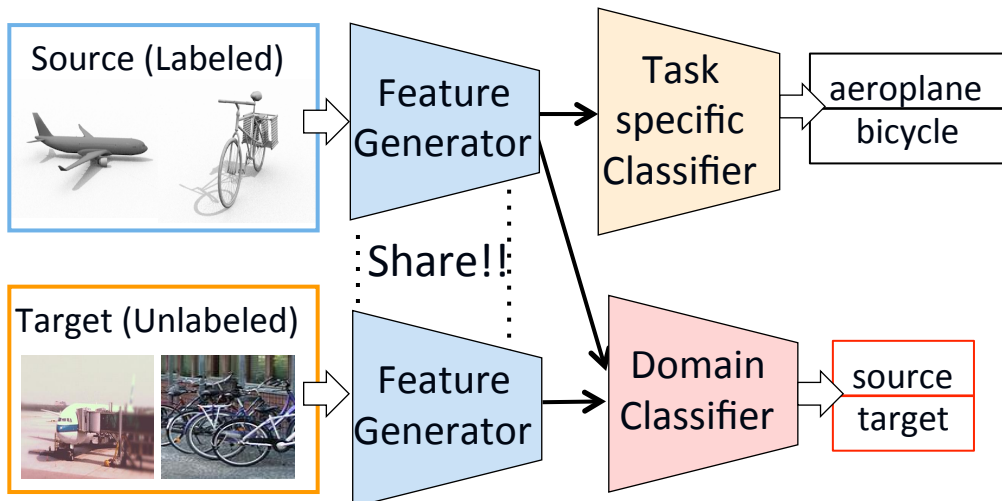 Source (Labeled)
Feature
Generator
Task
specific
Classifier
aeroplane
bicycle
Share!!
Target (Unlabeled)
Feature
Generator
Domain
Classifier
source
target